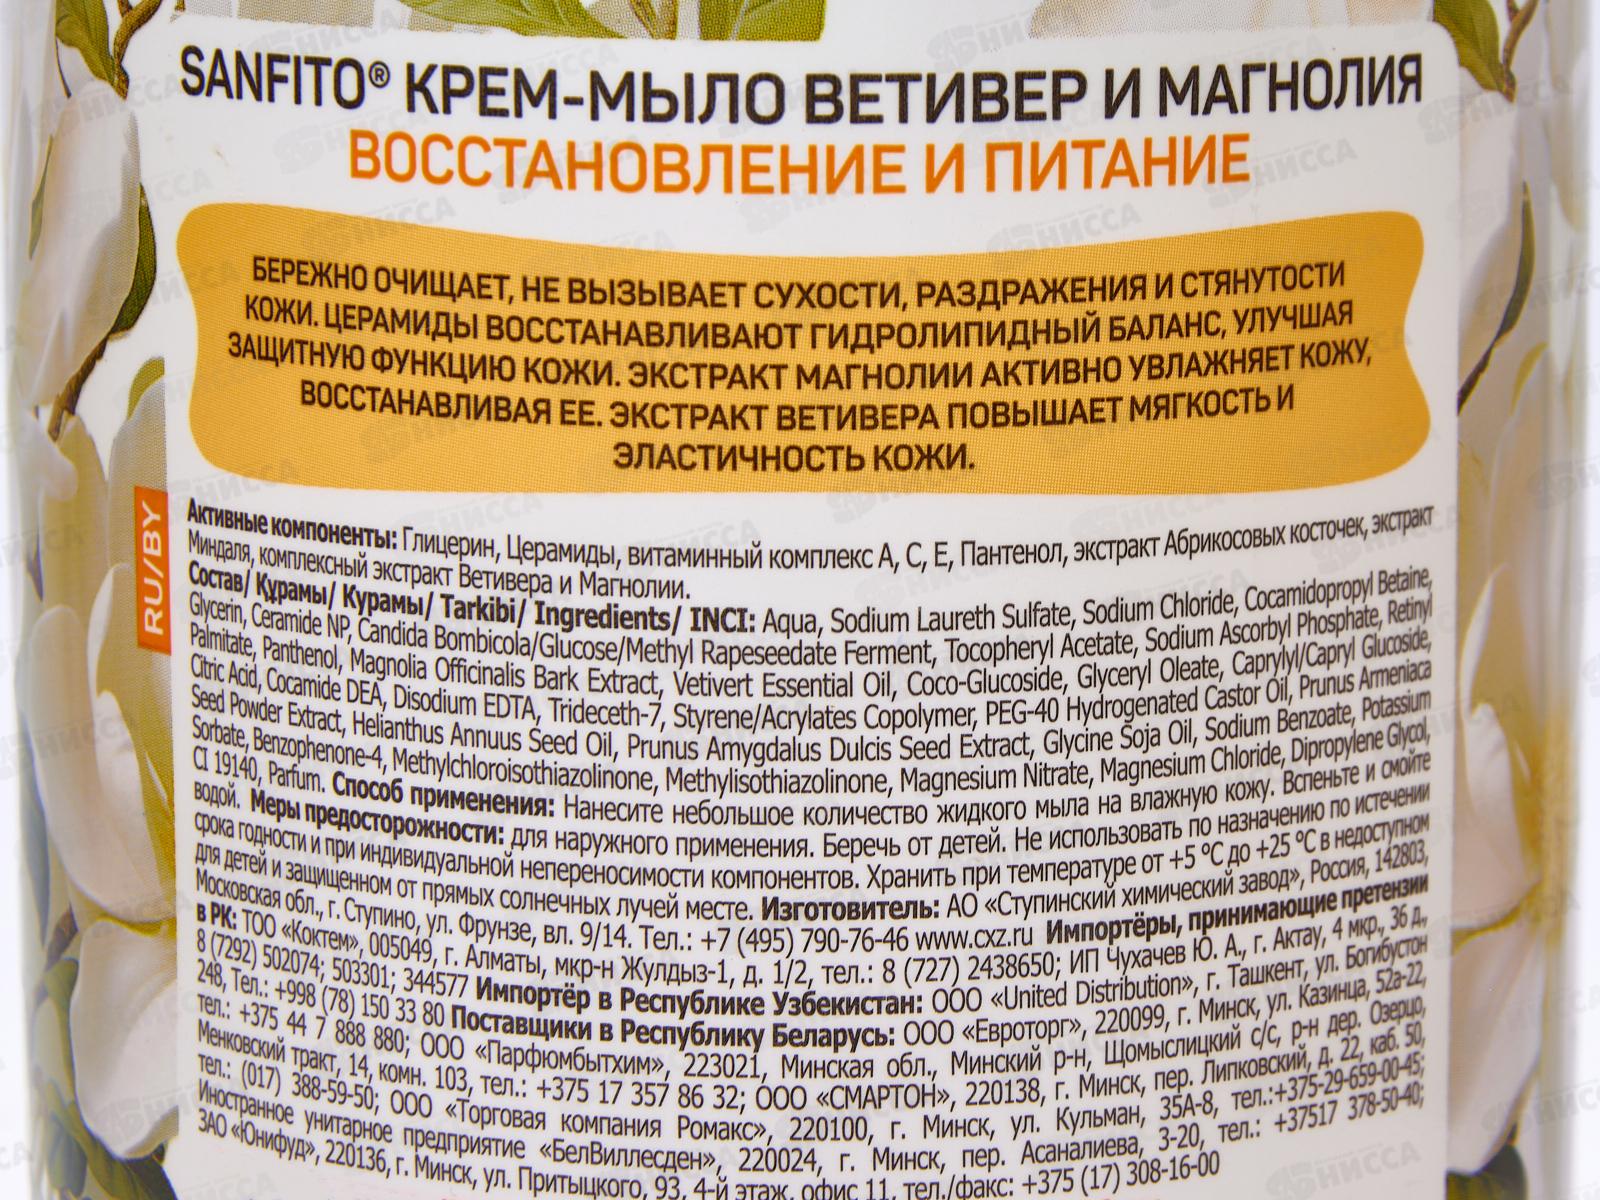 SANFITO® КРЕМ-МЫЛО ВЕТИВЕР И МАГНОЛИЯ
ВОССТАНОВЛЕНИЕ И ПИТАНИЕ
БЕРЕЖНО ОЧИЩАЕТ, НЕ ВЫЗЫВАЕТ СУХОСТИ, РАЗДРАЖЕНИЯ И СТЯНУТОСТИ
КОЖИ. ЦЕРАМИДЫ ВОССТАНАВЛИВАЮТ ГИДРОЛИПИДНЫЙ БАЛАНС, УЛУЧШАЯ
ЗАЩИТНУЮ ФУНКЦИЮ КОЖИ. ЭКСТРАКТ МАГНОЛИИ АКТИВНО УВЛАЖНЯЕТ КОЖУ,
ВОССТАНАВЛИВАЯ ЕЕ. ЭКСТРАКТ ВЕТИВЕРА ПОВЫШАЕТ МЯГКОСТЬ И
ЭЛАСТИЧНОСТЬ КОЖИ.
RU/BY
Активные компоненты: Глицерин, Церамиды, витаминный комплекс А, С, Е, Пантенол, экстракт Абрикосовых косточек, экстракт
Миндаля, комплексный экстракт Ветивера и Магнолии.
Состав/ Құрамы/ Курамы/ Tarkibi/ Ingredients/ INCI: Aqua, Sodium Laureth Sulfate, Sodium Chloride, Cocamidopropyl Betaine,
Glycerin, Ceramide NP, Candida Bombicola/Glucose/Methyl Rapeseedate Ferment, Tocopheryl Acetate, Sodium Ascorbyl Phosphate, Retinyl
Palmitate, Panthenol, Magnolia Officinalis Bark Extract, Vetivert Essential Oil, Coco-Glucoside, Glyceryl Oleate, Caprylyl/Capryl Glucoside,
Citric Acid, Cocamide DEA, Disodium EDTA, Trideceth-7, Styrene/Acrylates Copolymer, PEG-40 Hydrogenated Castor Oil, Prunus Armeniaca
Seed Powder Extract, Helianthus Annuus Seed Oil, Prunus Amygdalus Dulcis Seed Extract, Glycine Soja Oil, Sodium Benzoate, Potassium
Sorbate, Benzophenone-4, Methylchloroisothiazolinone, Methylisothiazolinone, Magnesium Nitrate, Magnesium Chloride, Dipropylene Glycol,
CI 19140, Parfum. Способ применения: Нанесите небольшое количество жидкого мыла на влажную кожу. Вспеньте и смойте
водой. Меры предосторожности: для наружного применения. Беречь от детей. Не использовать по назначению по истечении
срока годности и при индивидуальной непереносимости компонентов. Хранить при температуре от +5 °С до +25 °С в недоступном
для детей и защищенном от прямых солнечных лучей месте. Изготовитель: АО «Ступинский химический завод», Россия, 142803,
Московская обл., г. Ступино, ул. Фрунзе, вл. 9/14. Тел.: +7 (495) 790-76-46 www.cxz.ru Импортёры, принимающие претензии
в РК: ТОО «Коктем», 005049, г. Алматы, мкр-н Жулдыз-1, д. 1/2, тел.: 8 (727) 2438650; ИП Чухачев Ю. А., г. Актау, 4 мкр., 36 д.,
8 (7292) 502074; 503301; 344577 Импортёр в Республике Узбекистан: ООО «United Distribution», г. Ташкент, ул. Богибустон
248, Тел.: +998 (78) 150 33 80 Поставщики в Республику Беларусь: ООО «Евроторг», 220099, г. Минск, ул. Казинца, 52а-22,
тел.: +375 44 7 888 880; ООО «Парфюмбытхим», 223021, Минская обл., Минский р-н, Щомыслицкий с/с, р-н дер. Озерцо,
Менковский тракт, 14, комн. 103, тел.: +375 17 357 86 32; ООО «СМАРТОН», 220138, г. Минск, пер. Липковский, д. 22, каб. 50,
тел.: (017) 388-59-50; ООО «Торговая компания Ромакс», 220100, г. Минск, ул. Кульман, 35А-8, тел.:+375-29-659-00-45;
Иностранное унитарное предприятие «БелВиллесден», 220024, г. Минск, пер. Асаналиева, 3-20, тел.: +37517 378-50-40;
ЗАО «Юнифуд», 220136, г. Минск, ул. Притыцкого, 93, 4-й этаж, офис 11, тел./факс: +375 (17) 308-16-00